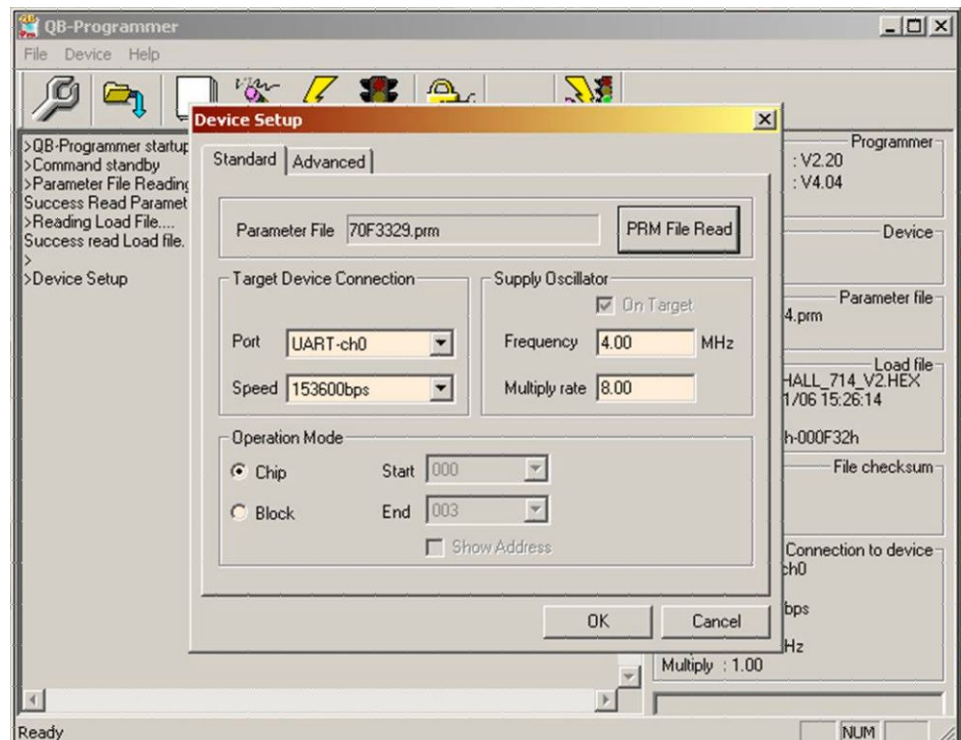 QB-Programmer
File Device Help
>QB-Programmer startup
>Command standby
>Parameter File Reading
Success Read Paramet
>Reading Load File....
Success read Load file.
>
>Device Setup
Device Setup
Standard Advanced
Parameter File 70F3329.prm PRM File Read
Target Device Connection
Port UART-ch0
Speed 153600bps
Supply Oscillator
On Target
Frequency 4.00 MHz
Multiply rate 8.00
Operation Mode
Chip Start 000
Block End 003
Show Address
OK Cancel
Programmer
: V2.20
: V4.04
Device
Parameter file
4.prm
Load file
HALL_714_V2.HEX
1/06 15:26:14
h-000F32h
File checksum
Connection to device
ch0
bps
Hz
Multiply : 1.00
Ready NUM